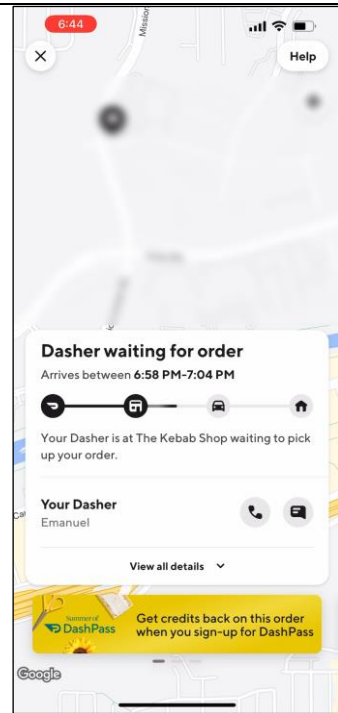 6:44
Mission
Help
Dasher waiting for order
Arrives between 6:58 PM-7:04 PM
Your Dasher is at The Kebab Shop waiting to pick
up your order.
Your Dasher
Emanuel
View all details
Summer of
DashPass
Get credits back on this order
when you sign-up for DashPass
Google